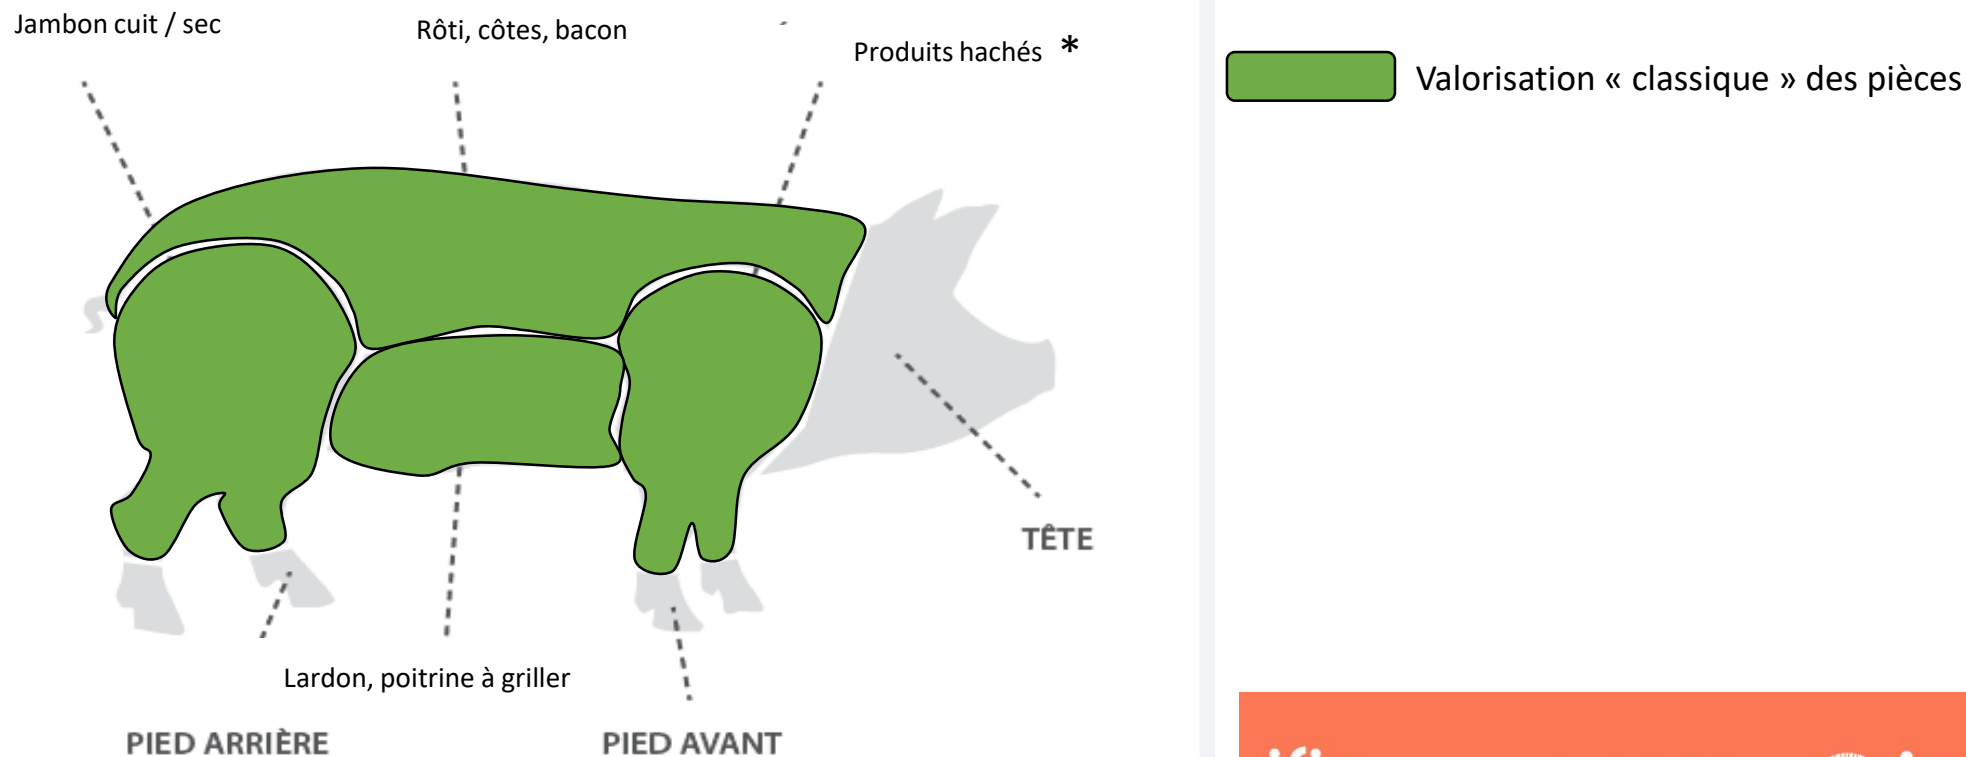 Jambon cuit / sec
Rôti, côtes, bacon
Produits hachés *
Valorisation « classique » des pièces
TÊTE
Lardon, poitrine à griller
PIED ARRIÈRE
PIED AVANT